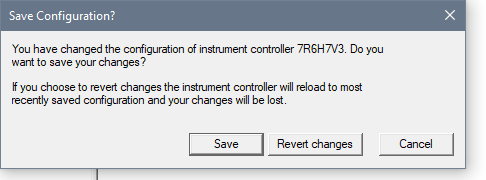 Save Configuration?
You have changed the configuration of instrument controller 7R6H7V3. Do you
want to save your changes?
If you choose to revert changes the instrument controller will reload to most
recently saved configuration and your changes will be lost.
Save
Revert changes
Cancel